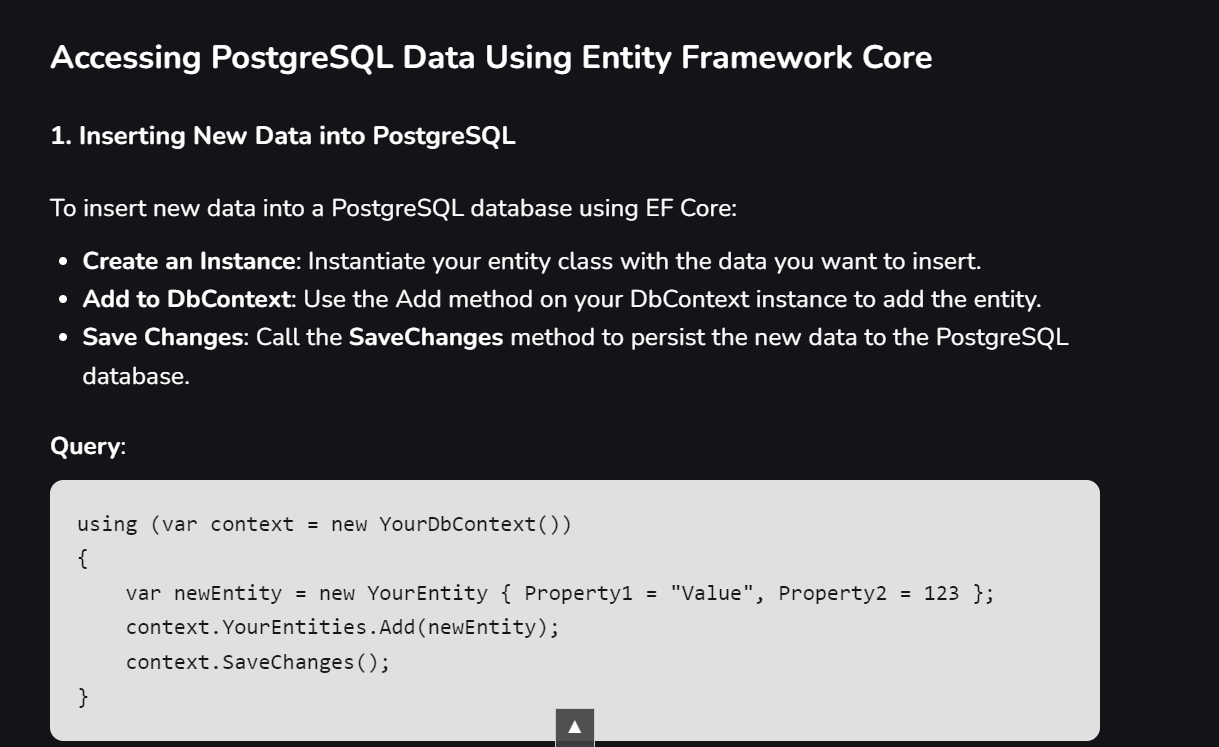 Accessing PostgreSQL Data Using Entity Framework Core
1. Inserting New Data into PostgreSQL
To insert new data into a PostgreSQL database using EF Core:
• Create an Instance: Instantiate your entity class with the data you want to insert.
• Add to DbContext: Use the Add method on your DbContext instance to add the entity.
• Save Changes: Call the SaveChanges method to persist the new data to the PostgreSQL
database.
Query:
using (var context = new YourDbContext())
{
    var newEntity = new YourEntity { Property1 = "Value", Property2 = 123 };
    context.YourEntities.Add(newEntity);
    context.SaveChanges();
}